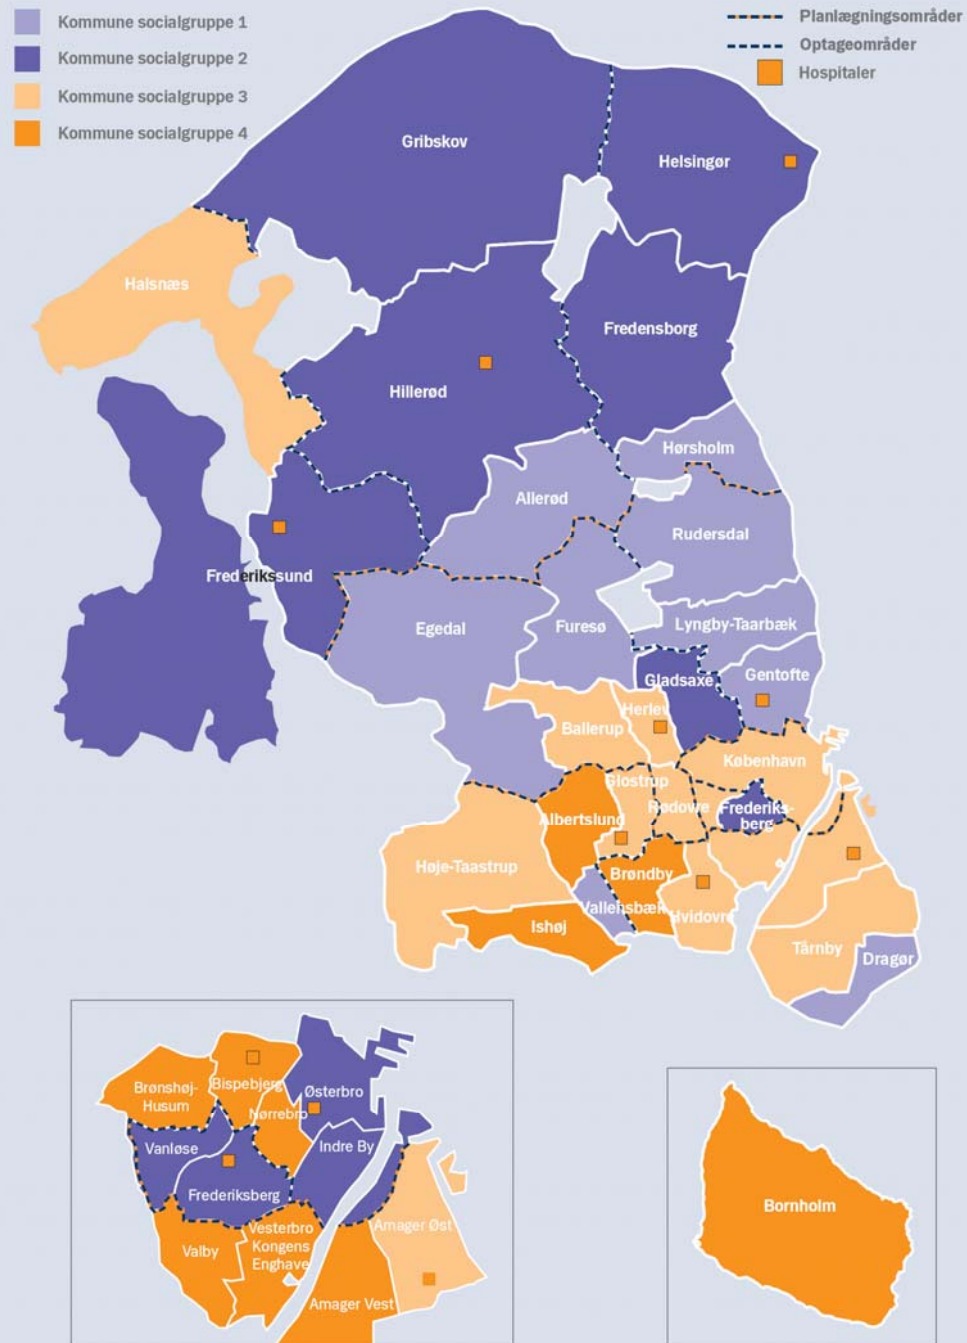 Kommune socialgruppe 1
Kommune socialgruppe 2
Kommune socialgruppe 3
Kommune socialgruppe 4
Planlægningsområder
Optageområder
Hospitaler
Gribskov
Helsingør
Halsnæs
Fredensborg
Hillerød
Hørsholm
Allerød
Rudersdal
Frederikssund
Egedal
Furesø
Lyngby-Taarbæk
Gladsaxe
Gentofte
Herlev
Ballerup
København
Glostrup
Rødovre
Frederiks-
berg
Albertslund
Høje-Taastrup
Brøndby
Vallensbæk
Hvidovre
Ishøj
Tårnby
Dragør
Brønshøj-
Husum
Bispebjerg
Østerbro
Nørrebro
Vanløse
Indre By
Frederiksberg
Valby
Vesterbro
Kongens
Enghave
Amager Øst
Amager Vest
Bornholm